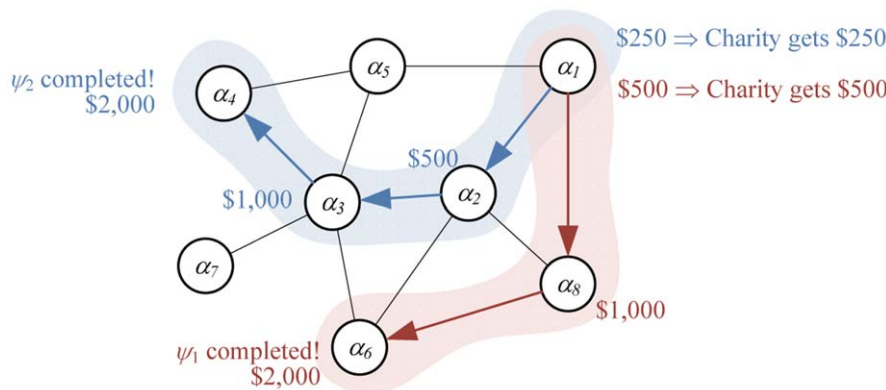 $250 ⇒ Charity gets $250
α5
α1
ψ2 completed!
$2,000
α4
$500 ⇒ Charity gets $500
$500
$1,000
α3
α2
α7
α8
$1,000
ψ1 completed!
$2,000
α6